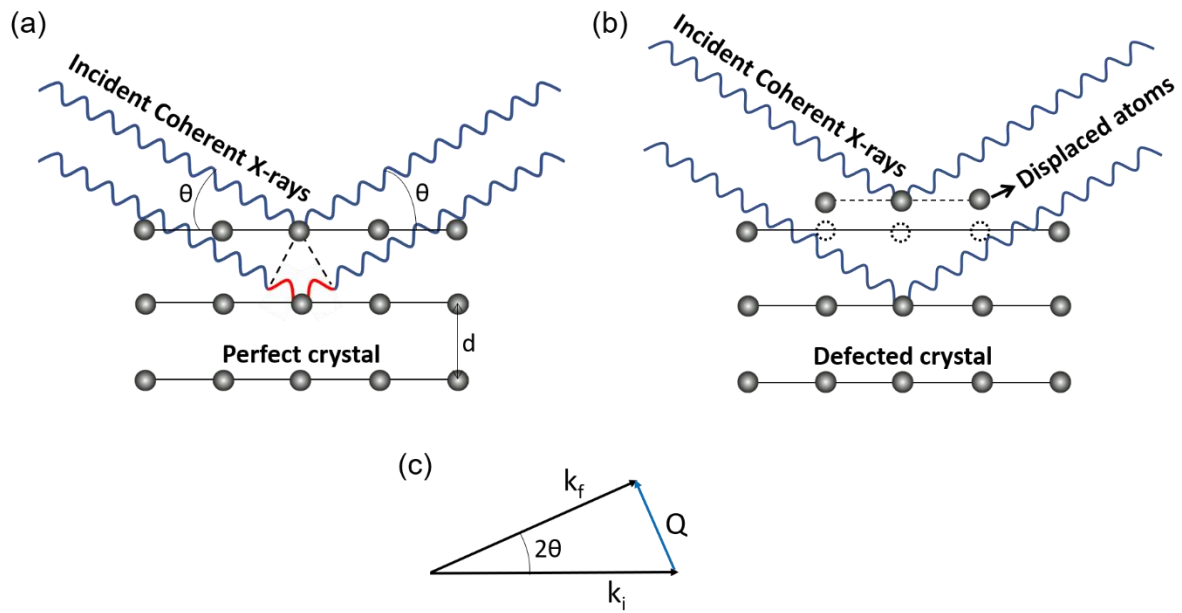 (a)
Incident Coherent X-rays
θ
θ
d
Perfect crystal
(b)
Incident Coherent X-rays
Displaced atoms
Defected crystal
(c)
kf
Q
2θ
ki